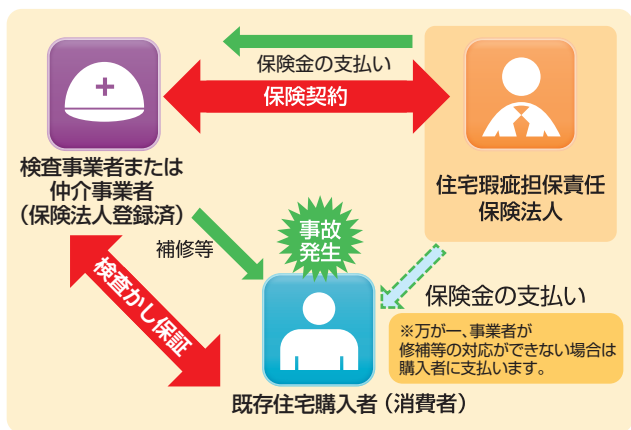 保険金の支払い
保険契約
検査事業者または
仲介事業者
（保険法人登録済）
住宅瑕疵担保責任
保険法人
補修等
事故
発生
検査かし保証
保険金の支払い
※万が一、事業者が
修補等の対応ができない場合は
購入者に支払います。
既存住宅購入者（消費者）